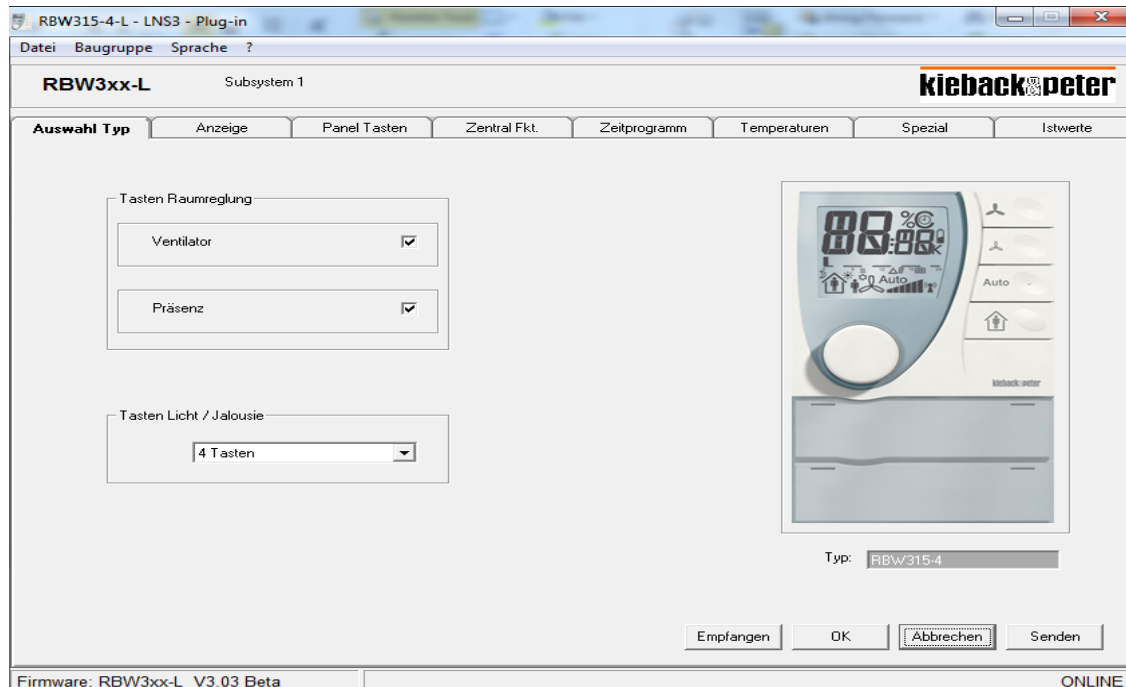 RBW315-4-L - LNS3 - Plug-in
Datei Baugruppe Sprache ?
RBW3xx-L Subsystem 1 kieback&peter
Auswahl Typ Anzeige Panel Tasten Zentral Fkt. Zeitprogramm Temperaturen Spezial Istwerte
Tasten Raumreglung
Ventilator
Präsenz
Tasten Licht / Jalousie
4 Tasten
88:88 % C K
L
Auto
Auto
kieback&peter
Typ: RBW315-4
Empfangen OK Abbrechen Senden
Firmware: RBW3xx-L V3.03 Beta ONLINE